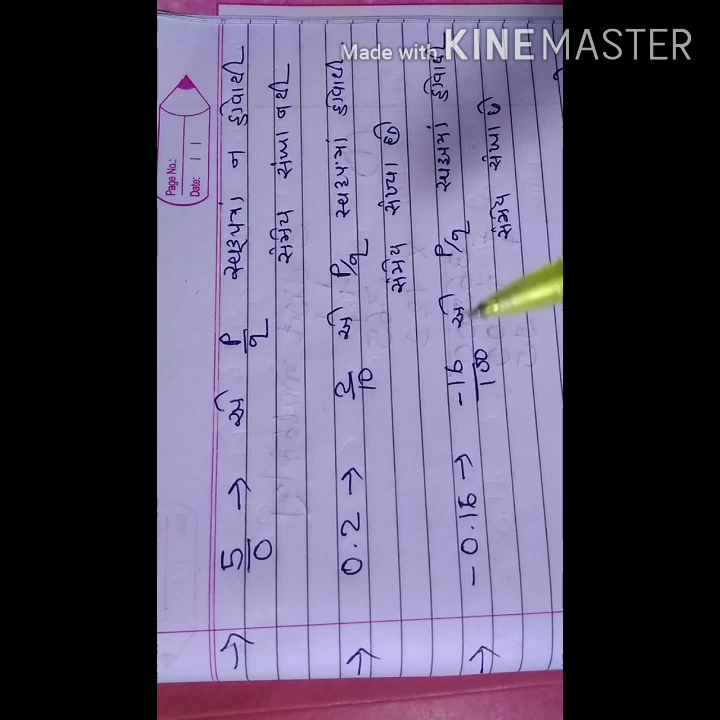 Made with KINEMASTER
Page No.:
Date:
→ 5/0 → એ P/q સ્વરૂપમાં ન હોવાથી
સંમેય સંખ્યા નથી
→ 0.2 → 2/10 એ P/q સ્વરૂપમાં હોવાથી
સંમેય સંખ્યા છે
→ -0.16 → -16/100 એ P/q સ્વરૂપમાં હોવાથી
સંમેય સંખ્યા છે